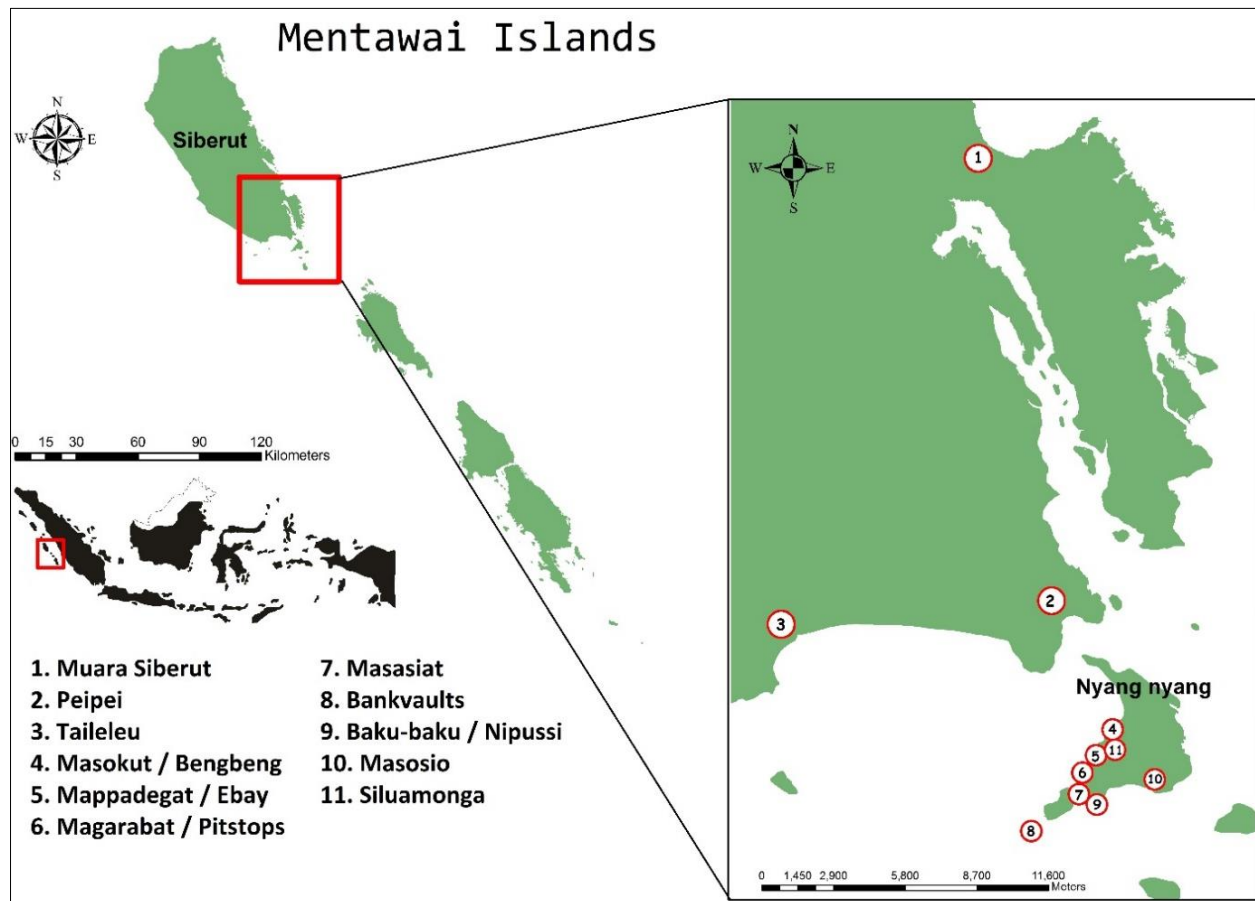 Mentawai Islands
N
W E
S
Siberut
0 15 30 60 90 120
Kilometers
1. Muara Siberut
2. Peipei
3. Taileleu
4. Masokut / Bengbeng
5. Mappadegat / Ebay
6. Magarabat / Pitstops
7. Masasiat
8. Bankvaults
9. Baku-baku / Nipussi
10. Masosio
11. Siluamonga
N
W E
S
1
2
3
Nyang nyang
4
11
5
6
10
7
9
8
0 1,450 2,900 5,800 8,700 11,600
Meters